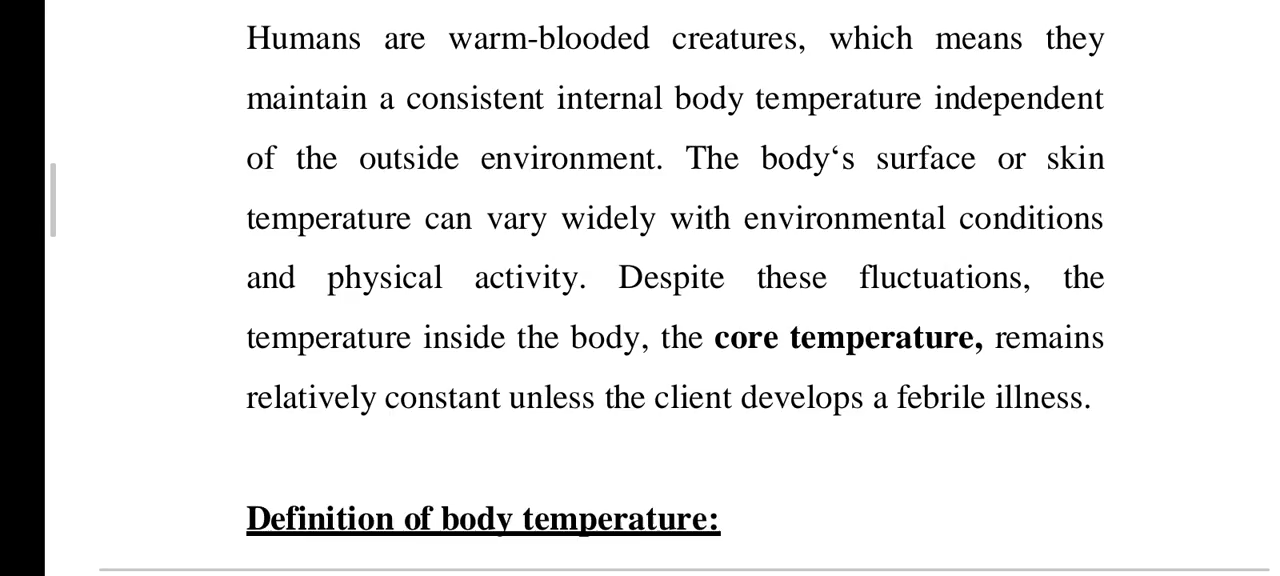 Humans are warm-blooded creatures, which means they
maintain a consistent internal body temperature independent
of the outside environment. The body‘s surface or skin
temperature can vary widely with environmental conditions
and physical activity. Despite these fluctuations, the
temperature inside the body, the core temperature, remains
relatively constant unless the client develops a febrile illness.
Definition of body temperature: